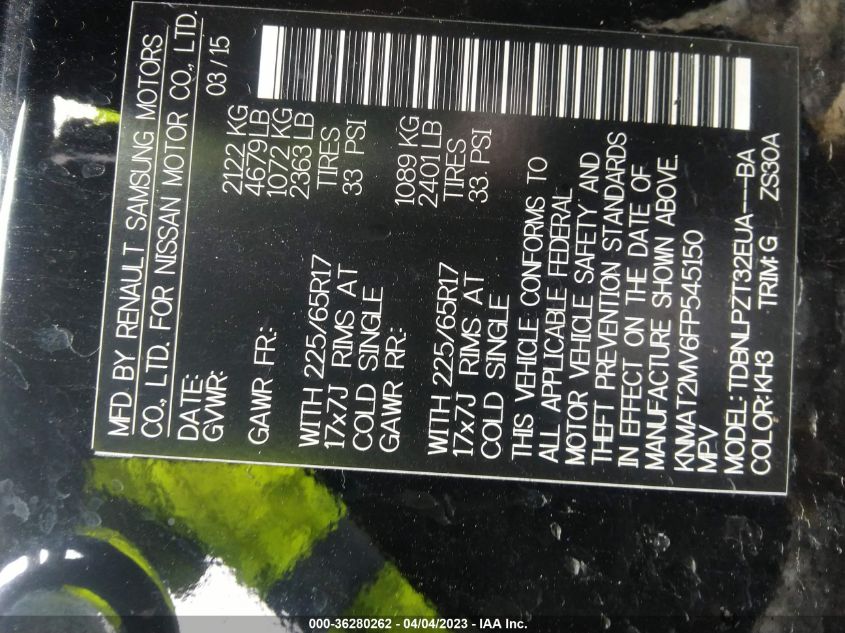 MFD BY RENAULT SAMSUNG MOTORS
CO., LTD. FOR NISSAN MOTOR CO., LTD.
DATE: 03/15
GVWR: 2122 KG
4679 LB
GAWR FR: 1072 KG
2363 LB
WITH 225/65R17 TIRES
17x7J RIMS AT 33 PSI
COLD SINGLE
GAWR RR: 1089 KG
2401 LB
WITH 225/65R17 TIRES
17x7J RIMS AT 33 PSI
COLD SINGLE
THIS VEHICLE CONFORMS TO
ALL APPLICABLE FEDERAL
MOTOR VEHICLE SAFETY AND
THEFT PREVENTION STANDARDS
IN EFFECT ON THE DATE OF
MANUFACTURE SHOWN ABOVE.
KNMAT2MV6FP545150
MPV
MODEL: TDBNLPZT32EUA---BA
COLOR: KH3 TRIM: G ZS30A
000-36280262 - 04/04/2023 - IAA Inc.